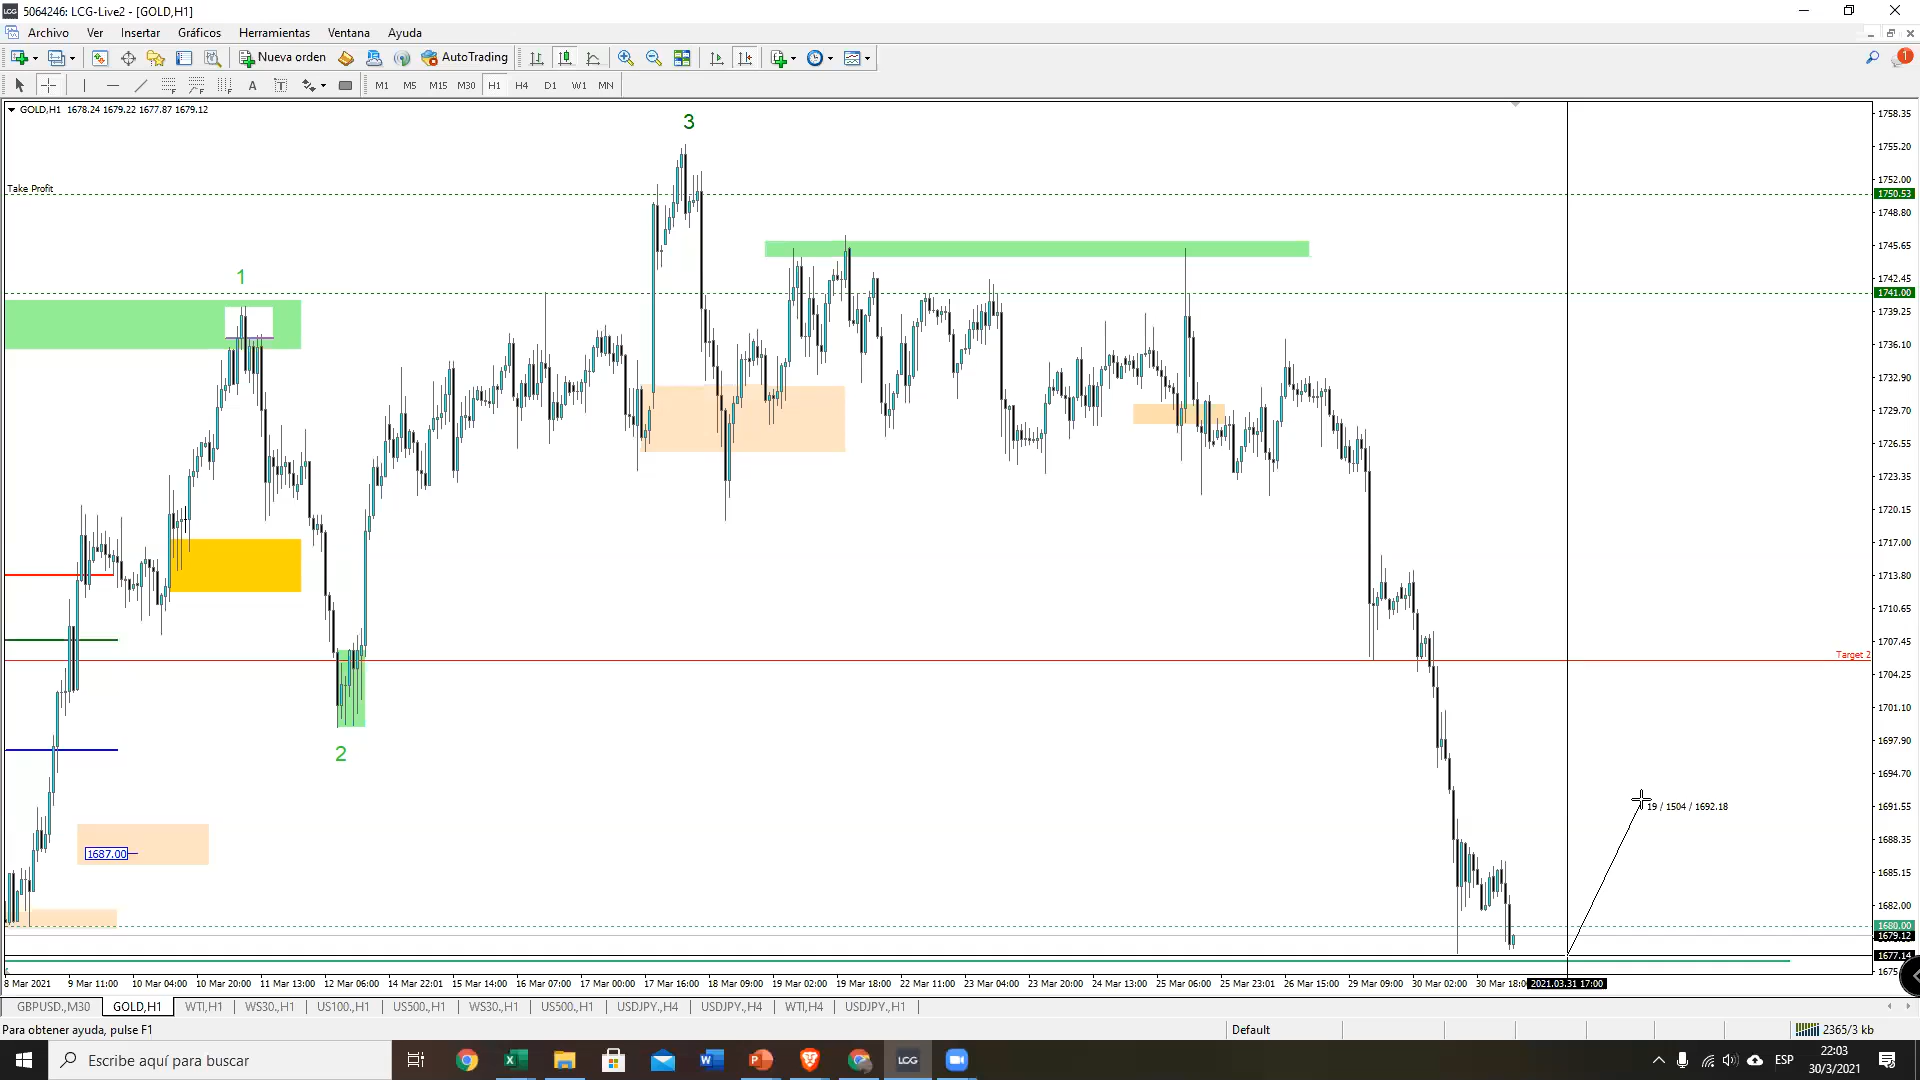 LCG 5064246: LCG-Live2 - [GOLD,H1]
Archivo Ver Insertar Gráficos Herramientas Ventana Ayuda
Nueva orden AutoTrading 1
A T M1 M5 M15 M30 H1 H4 D1 W1 MN
GOLD,H1 1678.24 1679.22 1677.87 1679.12
1758.35
3
1755.20
1752.00
Take Profit
1750.53
1748.80
1745.65
1742.45
1
1741.00
1739.25
1736.10
1732.90
1729.70
1726.55
1723.35
1720.15
1717.00
1713.80
1710.65
1707.45
Target 2
1704.25
1701.10
2
1697.90
1694.70
19 / 1504 / 1692.18
1691.55
1687.00
1688.35
1685.15
1682.00
1680.00
1679.12
1677.14
8 Mar 2021 9 Mar 11:00 10 Mar 04:00 10 Mar 20:00 11 Mar 13:00 12 Mar 06:00 14 Mar 22:01 15 Mar 14:00 16 Mar 07:00 17 Mar 00:00 17 Mar 16:00 19 Mar 02:00 19 Mar 18:00 22 Mar 11:00 23 Mar 04:00 23 Mar 20:00 24 Mar 13:00 25 Mar 06:00 25 Mar 23:01 26 Mar 15:00 29 Mar 09:00 30 Mar 02:00 30 Mar 18:00 2021.03.31 17:00
GBPUSD.,M30 GOLD,H1 WTI,H1 WS30.,H1 US100.,H1 US500.,H1 WS30.,H1 US500.,H1 USDJPY.,H4 USDJPY.,H4 WTI,H4 USDJPY.,H1
Para obtener ayuda, pulse F1 Default 2365/3 kb
Escribe aquí para buscar LCG ESP 22:03
30/3/2021